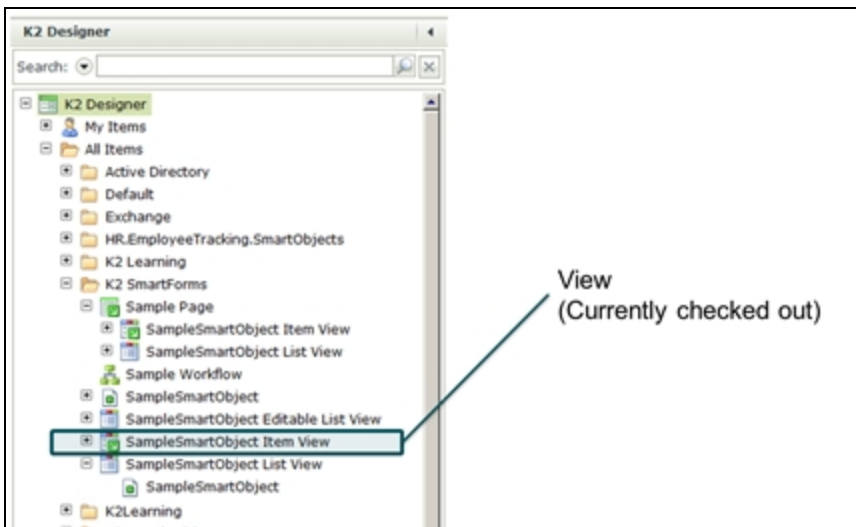 K2 Designer
Search:
K2 Designer
My Items
All Items
Active Directory
Default
Exchange
HR.EmployeeTracking.SmartObjects
K2 Learning
K2 SmartForms
Sample Page
SampleSmartObject Item View
SampleSmartObject List View
Sample Workflow
SampleSmartObject
SampleSmartObject Editable List View
SampleSmartObject Item View
SampleSmartObject List View
SampleSmartObject
K2Learning
View
(Currently checked out)